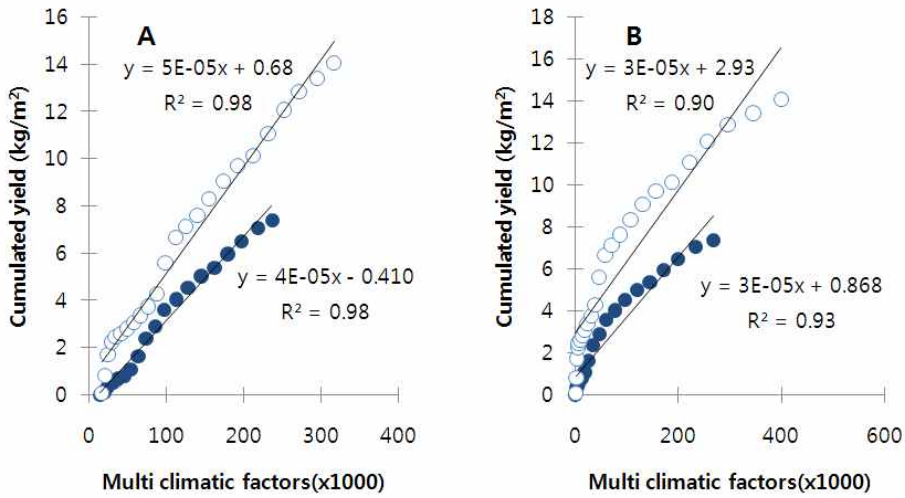 A
y = 5E-05x + 0.68
R² = 0.98
y = 4E-05x - 0.410
R² = 0.98
Cumulated yield (kg/m²)
16
14
12
10
8
6
4
2
0
0 100 200 300 400
Multi climatic factors(x1000)
B
y = 3E-05x + 2.93
R² = 0.90
y = 3E-05x + 0.868
R² = 0.93
Cumulated yield (kg/m²)
18
16
14
12
10
8
6
4
2
0
0 200 400 600
Multi climatic factors(x1000)